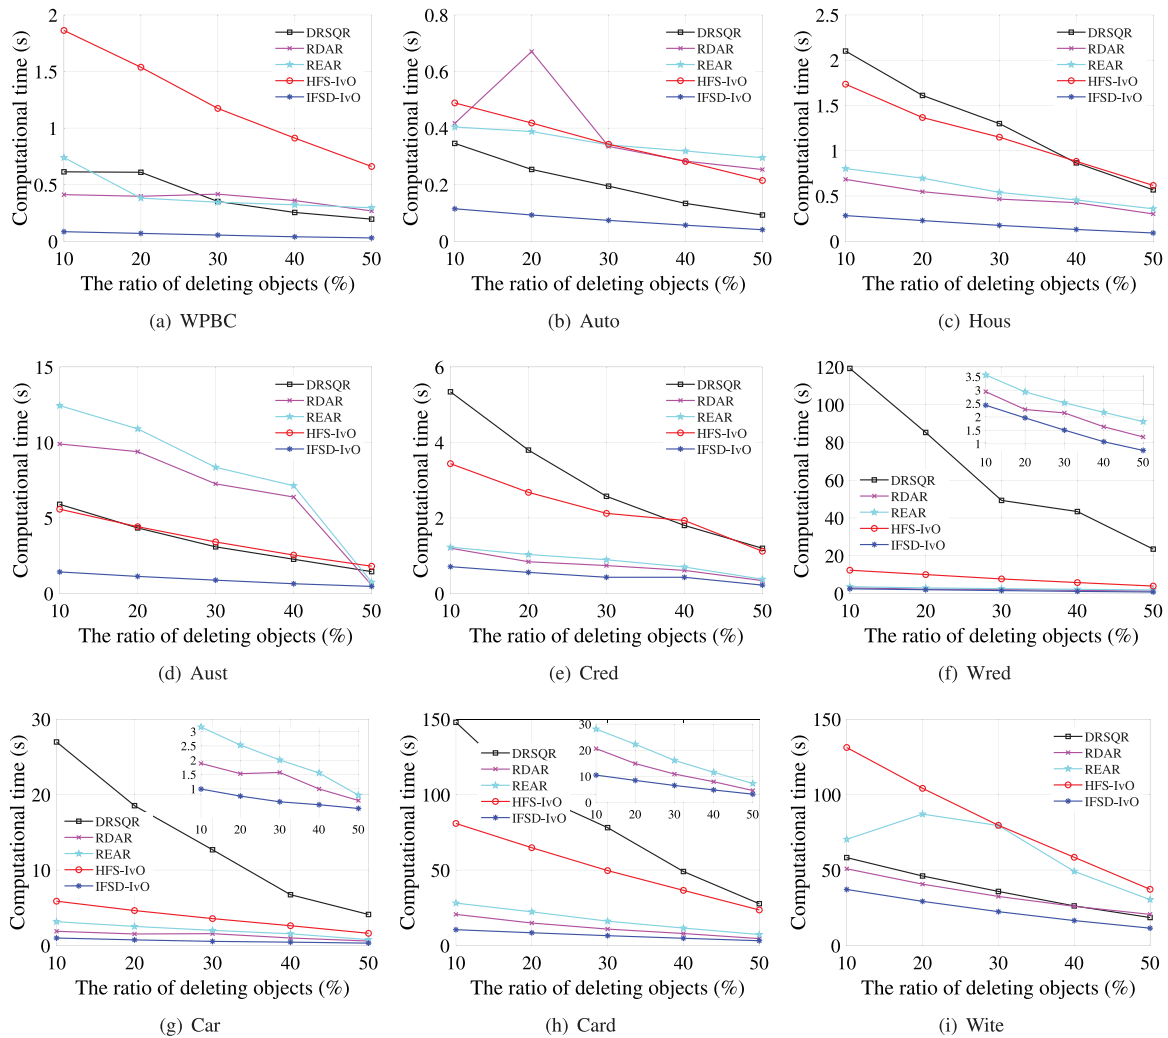 Computational time (s)
2
1.5
1
0.5
0
10 20 30 40 50
DRSQR
RDAR
REAR
HFS-IvO
IFSD-IvO
The ratio of deleting objects (%)
(a) WPBC
Computational time (s)
0.8
0.6
0.4
0.2
0
10 20 30 40 50
DRSQR
RDAR
REAR
HFS-IvO
IFSD-IvO
The ratio of deleting objects (%)
(b) Auto
Computational time (s)
2.5
2
1.5
1
0.5
0
10 20 30 40 50
DRSQR
RDAR
REAR
HFS-IvO
IFSD-IvO
The ratio of deleting objects (%)
(c) Hous
Computational time (s)
15
10
5
0
10 20 30 40 50
DRSQR
RDAR
REAR
HFS-IvO
IFSD-IvO
The ratio of deleting objects (%)
(d) Aust
Computational time (s)
6
4
2
0
10 20 30 40 50
DRSQR
RDAR
REAR
HFS-IvO
IFSD-IvO
The ratio of deleting objects (%)
(e) Cred
Computational time (s)
120
100
80
60
40
20
0
10 20 30 40 50
3.5
3
2.5
2
1.5
1
10 20 30 40 50
DRSQR
RDAR
REAR
HFS-IvO
IFSD-IvO
The ratio of deleting objects (%)
(f) Wred
Computational time (s)
30
20
10
0
10 20 30 40 50
3
2.5
2
1.5
1
10 20 30 40 50
DRSQR
RDAR
REAR
HFS-IvO
IFSD-IvO
The ratio of deleting objects (%)
(g) Car
Computational time (s)
150
100
50
0
10 20 30 40 50
30
20
10
0
10 20 30 40 50
DRSQR
RDAR
REAR
HFS-IvO
IFSD-IvO
The ratio of deleting objects (%)
(h) Card
Computational time (s)
150
100
50
0
10 20 30 40 50
DRSQR
RDAR
REAR
HFS-IvO
IFSD-IvO
The ratio of deleting objects (%)
(i) Wite